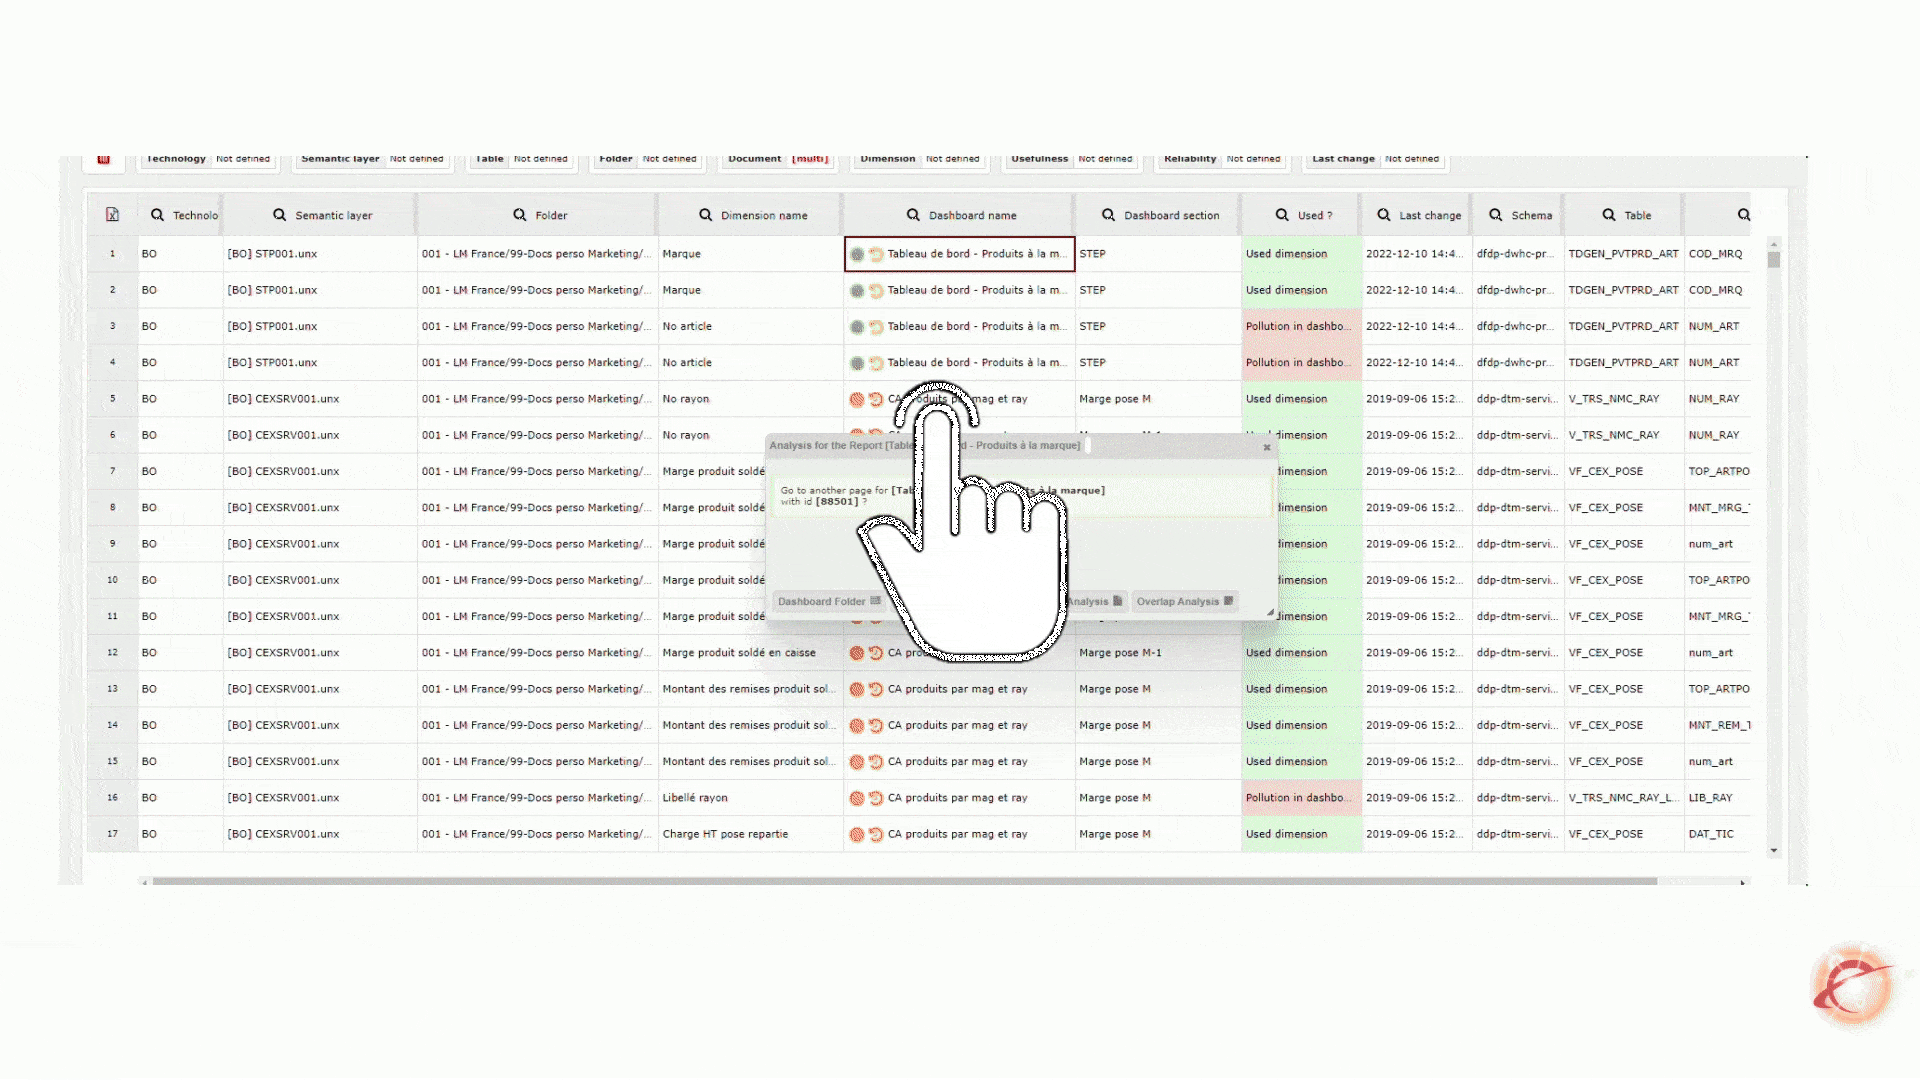 Technology Not defined Semantic layer Not defined Table Not defined Folder Not defined Document [multi] Dimension Not defined Usefulness Not defined Reliability Not defined Last change Not defined
Technolo Semantic layer Folder Dimension name Dashboard name Dashboard section Used ? Last change Schema Table
1 BO [BO] STP001.unx 001 - LM France/99-Docs perso Marketing/... Marque Tableau de bord - Produits à la m... STEP Used dimension 2022-12-10 14:4... dfdp-dwhc-pr... TDGEN_PVTPRD_ART COD_MRQ
2 BO [BO] STP001.unx 001 - LM France/99-Docs perso Marketing/... Marque Tableau de bord - Produits à la m... STEP Used dimension 2022-12-10 14:4... dfdp-dwhc-pr... TDGEN_PVTPRD_ART COD_MRQ
3 BO [BO] STP001.unx 001 - LM France/99-Docs perso Marketing/... No article Tableau de bord - Produits à la m... STEP Pollution in dashbo... 2022-12-10 14:4... dfdp-dwhc-pr... TDGEN_PVTPRD_ART NUM_ART
4 BO [BO] STP001.unx 001 - LM France/99-Docs perso Marketing/... No article Tableau de bord - Produits à la m... STEP Pollution in dashbo... 2022-12-10 14:4... dfdp-dwhc-pr... TDGEN_PVTPRD_ART NUM_ART
5 BO [BO] CEXSRV001.unx 001 - LM France/99-Docs perso Marketing/... No rayon CA produits par mag et ray Marge pose M Used dimension 2019-09-06 15:2... ddp-dtm-servi... V_TRS_NMC_RAY NUM_RAY
6 BO [BO] CEXSRV001.unx 001 - LM France/99-Docs perso Marketing/... No rayon dimension 2019-09-06 15:2... ddp-dtm-servi... V_TRS_NMC_RAY NUM_RAY
Analysis for the Report [Table d - Produits à la marque]
7 BO [BO] CEXSRV001.unx 001 - LM France/99-Docs perso Marketing/... Marge produit soldé dimension 2019-09-06 15:2... ddp-dtm-servi... VF_CEX_POSE TOP_ARTPO
Go to another page for [Tab ts à la marque]
with id [88501] ?
8 BO [BO] CEXSRV001.unx 001 - LM France/99-Docs perso Marketing/... Marge produit soldé dimension 2019-09-06 15:2... ddp-dtm-servi... VF_CEX_POSE MNT_MRG_
9 BO [BO] CEXSRV001.unx 001 - LM France/99-Docs perso Marketing/... Marge produit soldé dimension 2019-09-06 15:2... ddp-dtm-servi... VF_CEX_POSE num_art
10 BO [BO] CEXSRV001.unx 001 - LM France/99-Docs perso Marketing/... Marge produit soldé dimension 2019-09-06 15:2... ddp-dtm-servi... VF_CEX_POSE TOP_ARTPO
Dashboard Folder Analysis Overlap Analysis
11 BO [BO] CEXSRV001.unx 001 - LM France/99-Docs perso Marketing/... Marge produit soldé dimension 2019-09-06 15:2... ddp-dtm-servi... VF_CEX_POSE MNT_MRG_
12 BO [BO] CEXSRV001.unx 001 - LM France/99-Docs perso Marketing/... Marge produit soldé en caisse CA pro Marge pose M-1 Used dimension 2019-09-06 15:2... ddp-dtm-servi... VF_CEX_POSE num_art
13 BO [BO] CEXSRV001.unx 001 - LM France/99-Docs perso Marketing/... Montant des remises produit sol... CA produits par mag et ray Marge pose M Used dimension 2019-09-06 15:2... ddp-dtm-servi... VF_CEX_POSE TOP_ARTPO
14 BO [BO] CEXSRV001.unx 001 - LM France/99-Docs perso Marketing/... Montant des remises produit sol... CA produits par mag et ray Marge pose M Used dimension 2019-09-06 15:2... ddp-dtm-servi... VF_CEX_POSE MNT_REM_T
15 BO [BO] CEXSRV001.unx 001 - LM France/99-Docs perso Marketing/... Montant des remises produit sol... CA produits par mag et ray Marge pose M Used dimension 2019-09-06 15:2... ddp-dtm-servi... VF_CEX_POSE num_art
16 BO [BO] CEXSRV001.unx 001 - LM France/99-Docs perso Marketing/... Libellé rayon CA produits par mag et ray Marge pose M Pollution in dashbo... 2019-09-06 15:2... ddp-dtm-servi... V_TRS_NMC_RAY_L... LIB_RAY
17 BO [BO] CEXSRV001.unx 001 - LM France/99-Docs perso Marketing/... Charge HT pose repartie CA produits par mag et ray Marge pose M Used dimension 2019-09-06 15:2... ddp-dtm-servi... VF_CEX_POSE DAT_TIC